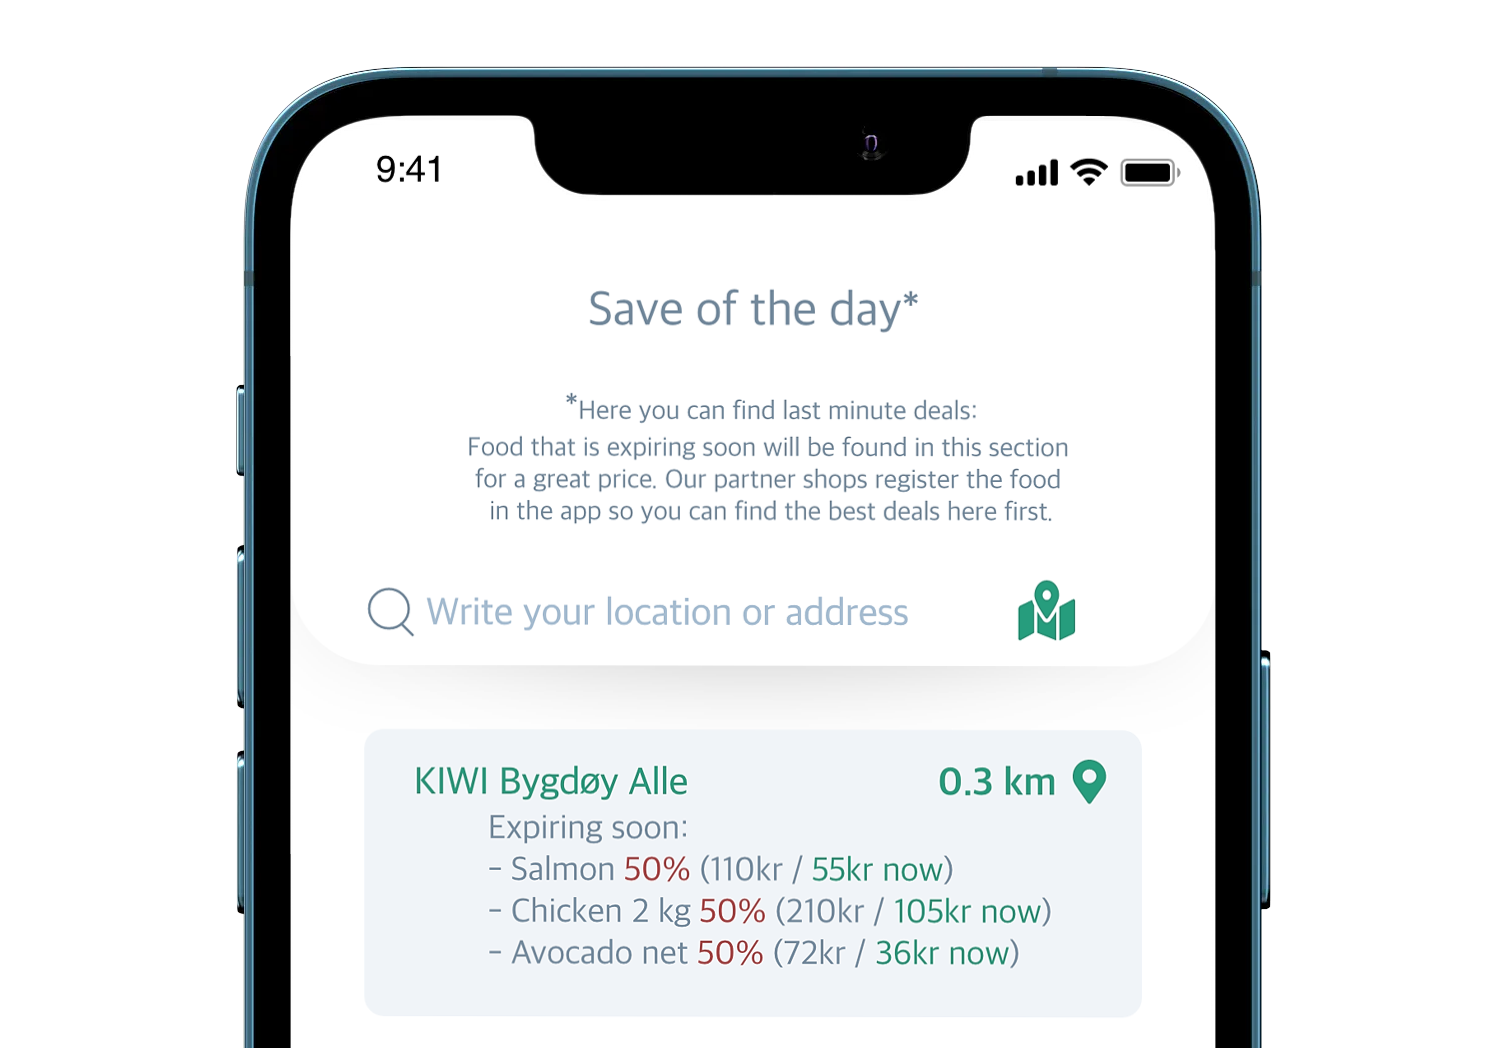 9:41
Save of the day*
*Here you can find last minute deals:
Food that is expiring soon will be found in this section
for a great price. Our partner shops register the food
in the app so you can find the best deals here first.
Write your location or address
KIWI Bygdøy Alle 0.3 km
Expiring soon:
- Salmon 50% (110kr / 55kr now)
- Chicken 2 kg 50% (210kr / 105kr now)
- Avocado net 50% (72kr / 36kr now)